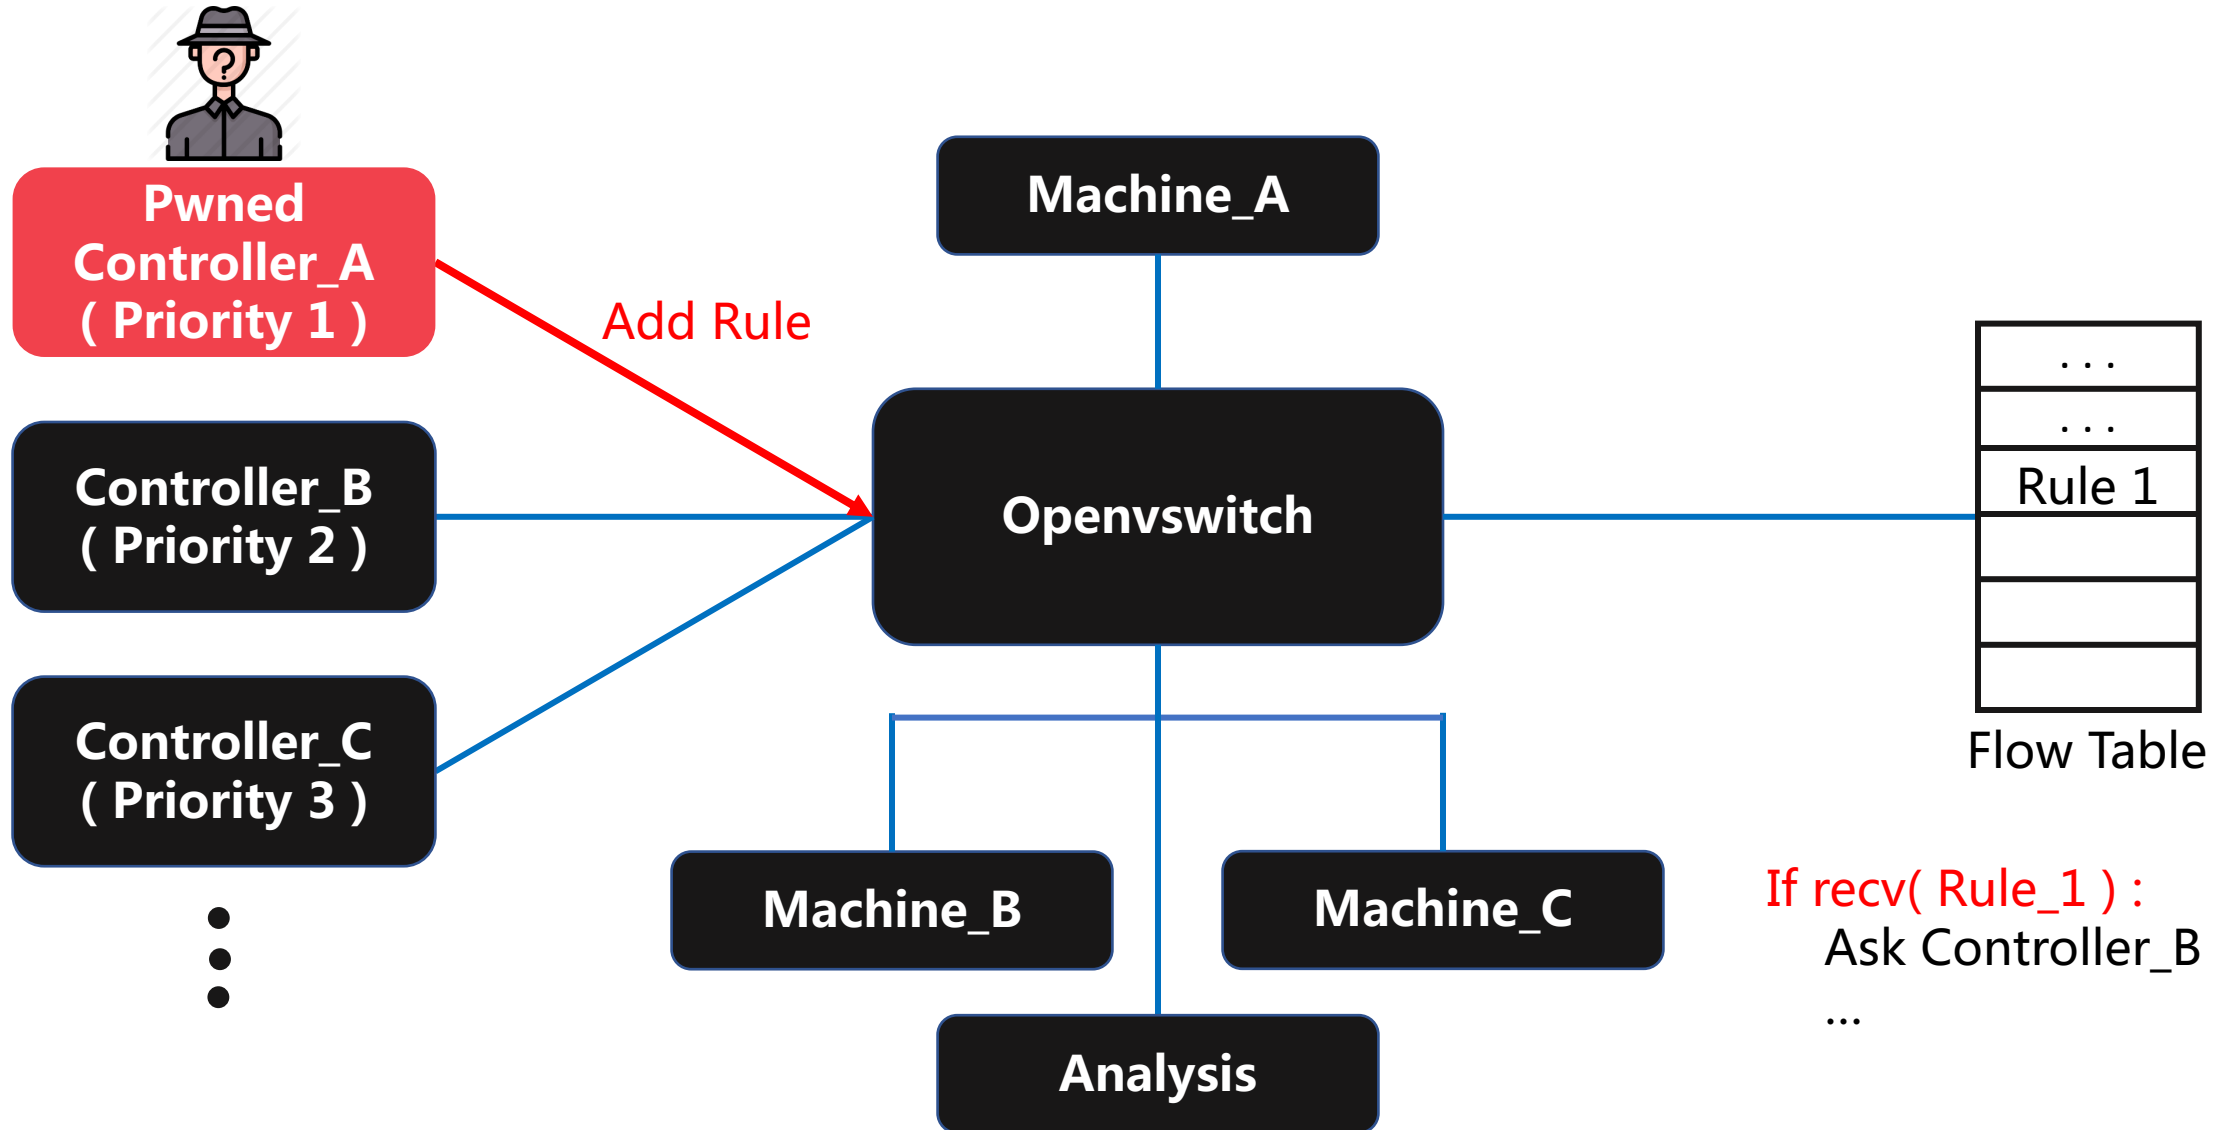 ?
Pwned
Controller_A
( Priority 1 )
Controller_B
( Priority 2 )
Controller_C
( Priority 3 )
Add Rule
Machine_A
Openvswitch
Machine_B
Machine_C
Analysis
. . .
. . .
Rule 1
Flow Table
If recv( Rule_1 ) :
Ask Controller_B
...